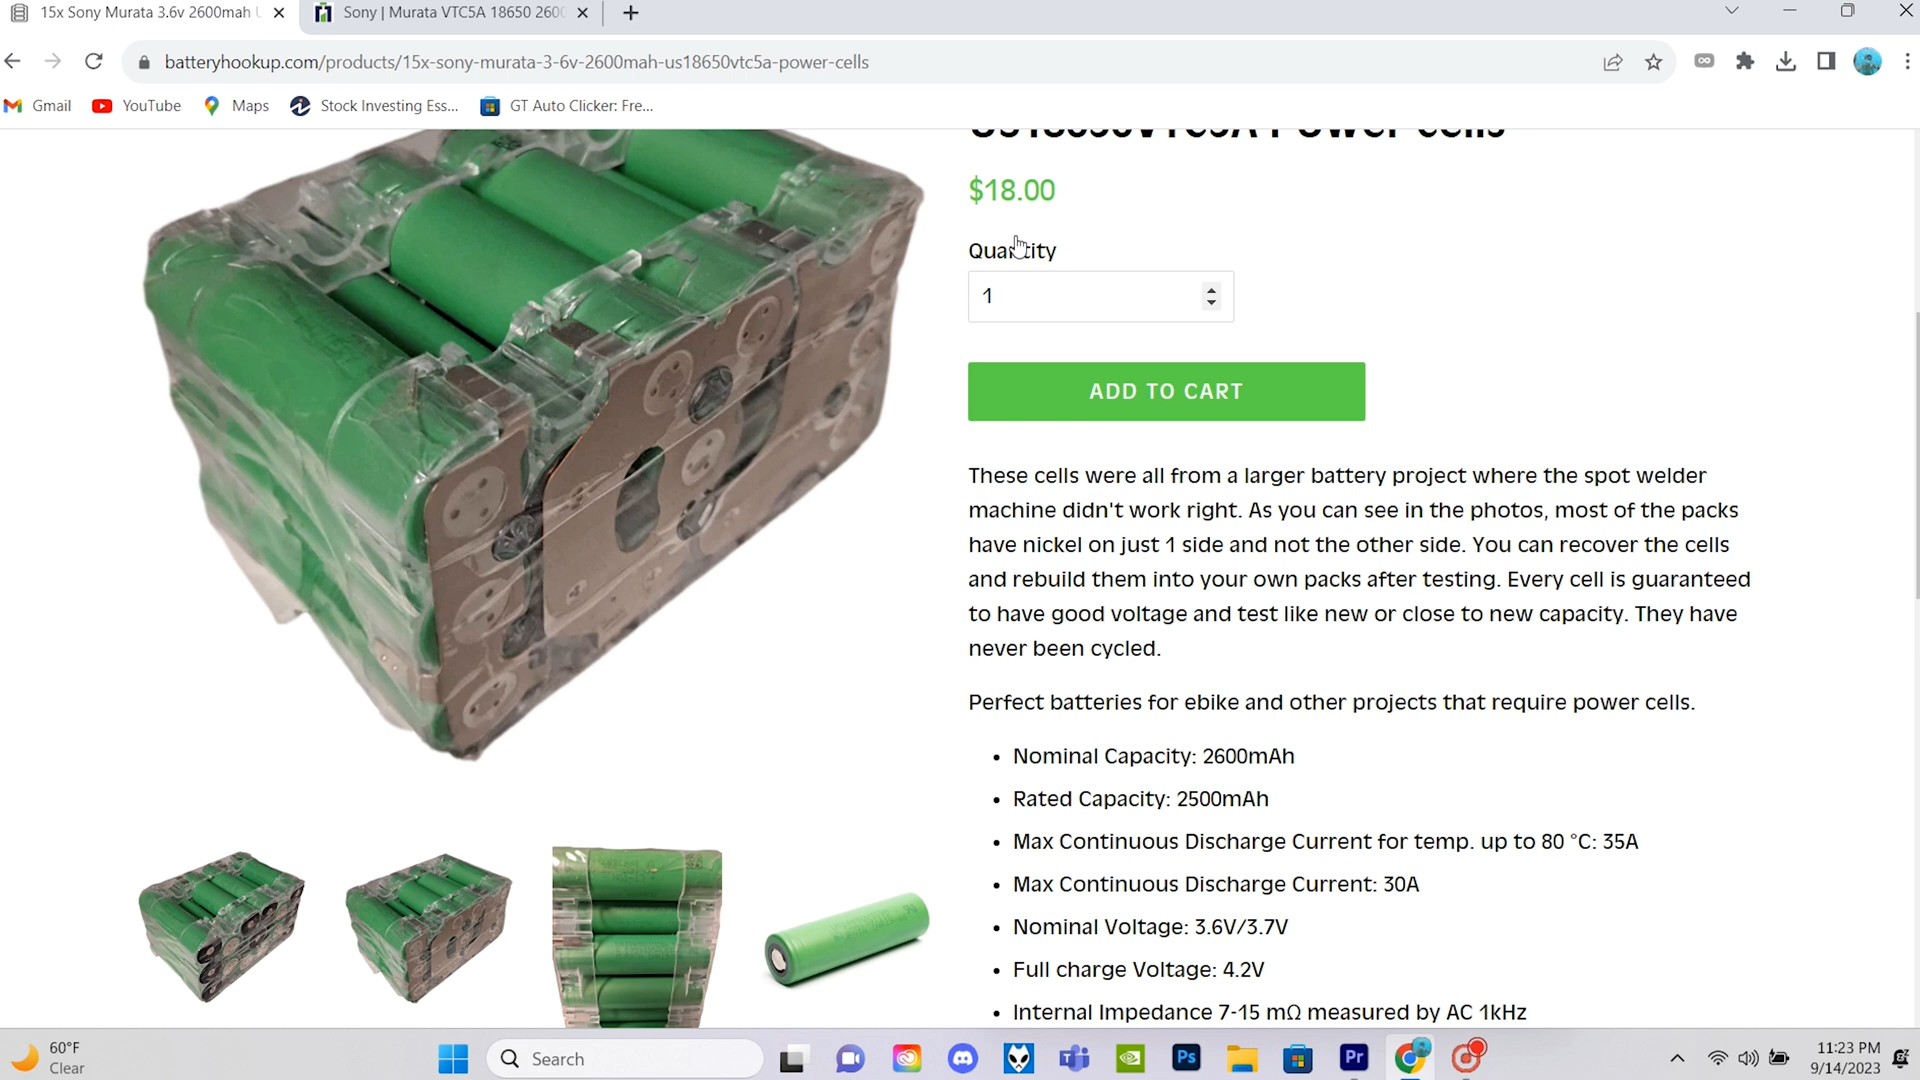 15x Sony Murata 3.6v 2600mah
Sony | Murata VTC5A 18650 260
batteryhookup.com/products/15x-sony-murata-3-6v-2600mah-us18650vtc5a-power-cells
Gmail
YouTube
Maps
Stock Investing Ess...
GT Auto Clicker: Fre...
US18650VTC5A Power cells
$18.00
Quantity
1
ADD TO CART
These cells were all from a larger battery project where the spot welder
machine didn't work right. As you can see in the photos, most of the packs
have nickel on just 1 side and not the other side. You can recover the cells
and rebuild them into your own packs after testing. Every cell is guaranteed
to have good voltage and test like new or close to new capacity. They have
never been cycled.
Perfect batteries for ebike and other projects that require power cells.
• Nominal Capacity: 2600mAh
• Rated Capacity: 2500mAh
• Max Continuous Discharge Current for temp. up to 80 °C: 35A
• Max Continuous Discharge Current: 30A
• Nominal Voltage: 3.6V/3.7V
• Full charge Voltage: 4.2V
• Internal Impedance 7-15 mΩ measured by AC 1kHz
60°F
Clear
Search
Ps
Pr
11:23 PM
9/14/2023